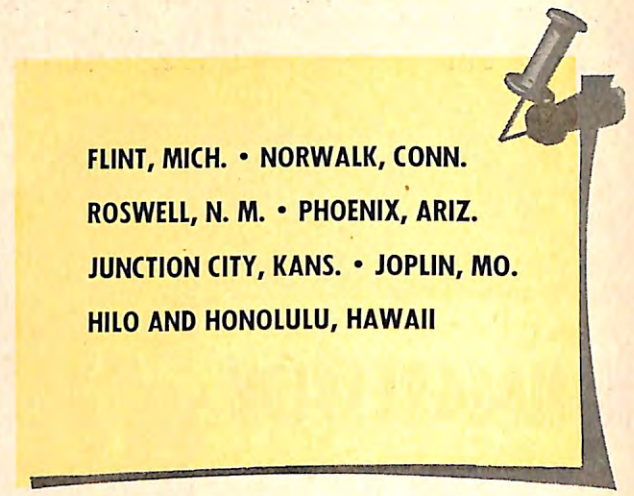 FLINT, MICH. • NORWALK, CONN.
ROSWELL, N. M. • PHOENIX, ARIZ.
JUNCTION CITY, KANS. • JOPLIN, MO.
HILO AND HONOLULU, HAWAII